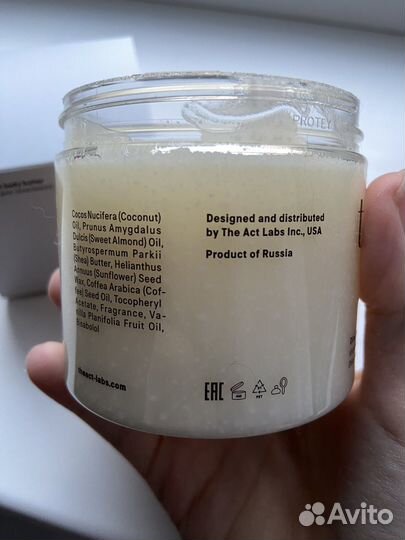 PROTEY
Cocos Nucifera (Coconut)
Oil, Prunus Amygdalus
Dulcis (Sweet Almond) Oil,
Butyrospermum Parkii
(Shea) Butter, Helianthus
Annuus (Sunflower) Seed
Wax, Coffea Arabica (Cof-
fee) Seed Oil, Tocopheryl
Acetate, Fragrance, Va-
nilla Planifolia Fruit Oil,
Bisabolol
theact-labs.com
Designed and distributed
by The Act Labs Inc., USA
Product of Russia
EAC
PET
t
Avito